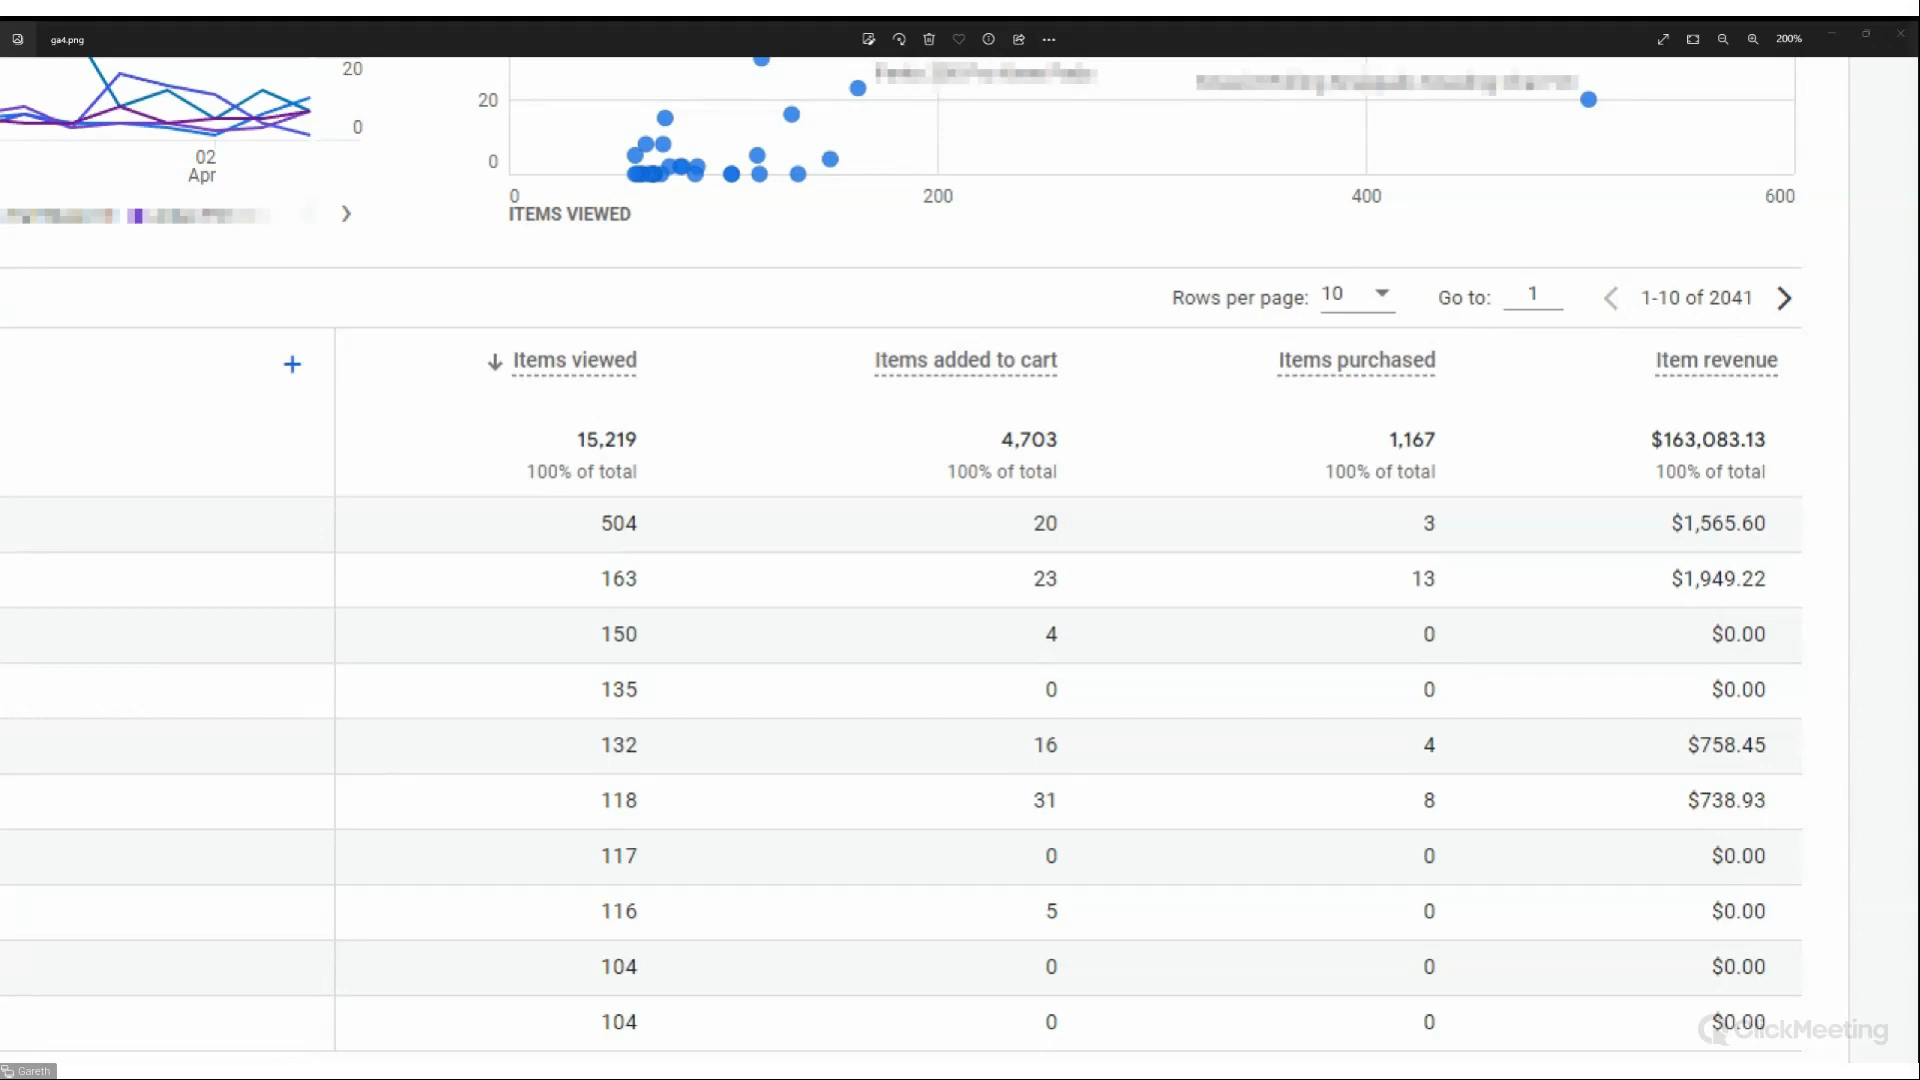 ga4.png
200%
20
0
02
Apr
20
0
0 200 400 600
ITEMS VIEWED
Rows per page: 10 Go to: 1 1-10 of 2041
Items viewed Items added to cart Items purchased Item revenue
15,219 4,703 1,167 $163,083.13
100% of total 100% of total 100% of total 100% of total
504 20 3 $1,565.60
163 23 13 $1,949.22
150 4 0 $0.00
135 0 0 $0.00
132 16 4 $758.45
118 31 8 $738.93
117 0 0 $0.00
116 5 0 $0.00
104 0 0 $0.00
104 0 0 $0.00
ClickMeeting
Gareth